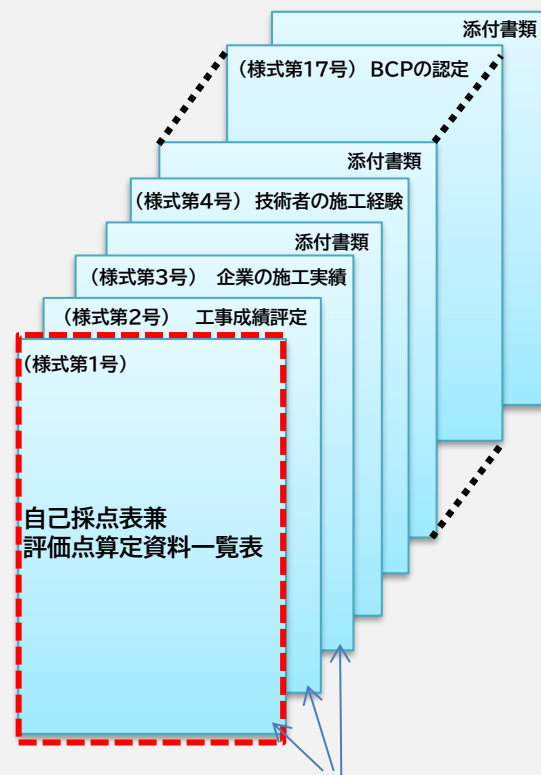 添付書類
(様式第17号) BCPの認定
添付書類
(様式第4号) 技術者の施工経験
添付書類
(様式第3号) 企業の施工実績
(様式第2号) 工事成績評定
(様式第1号)
自己採点表兼
評価点算定資料一覧表